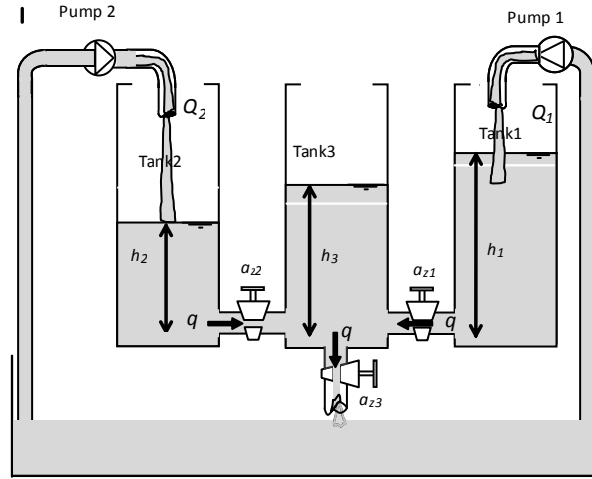 Pump 2
Pump 1
Q2
Q1
Tank1
Tank3
Tank2
h2
h3
h1
az2
az1
q
q
q
az3